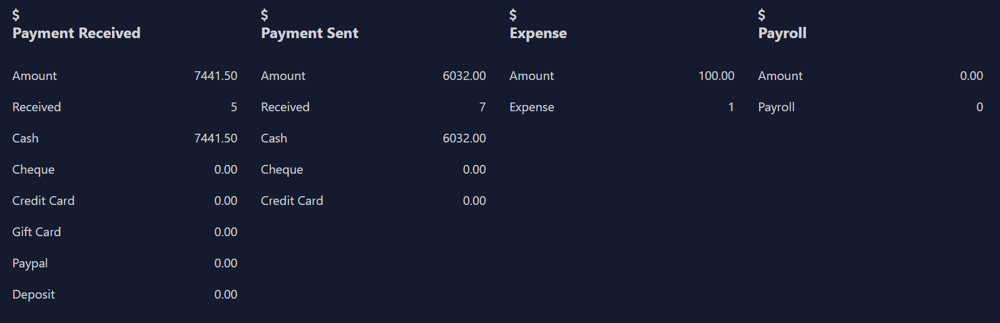 $
Payment Received
Amount 7441.50
Received 5
Cash 7441.50
Cheque 0.00
Credit Card 0.00
Gift Card 0.00
Paypal 0.00
Deposit 0.00
$
Payment Sent
Amount 6032.00
Received 7
Cash 6032.00
Cheque 0.00
Credit Card 0.00
$
Expense
Amount 100.00
Expense 1
$
Payroll
Amount 0.00
Payroll 0